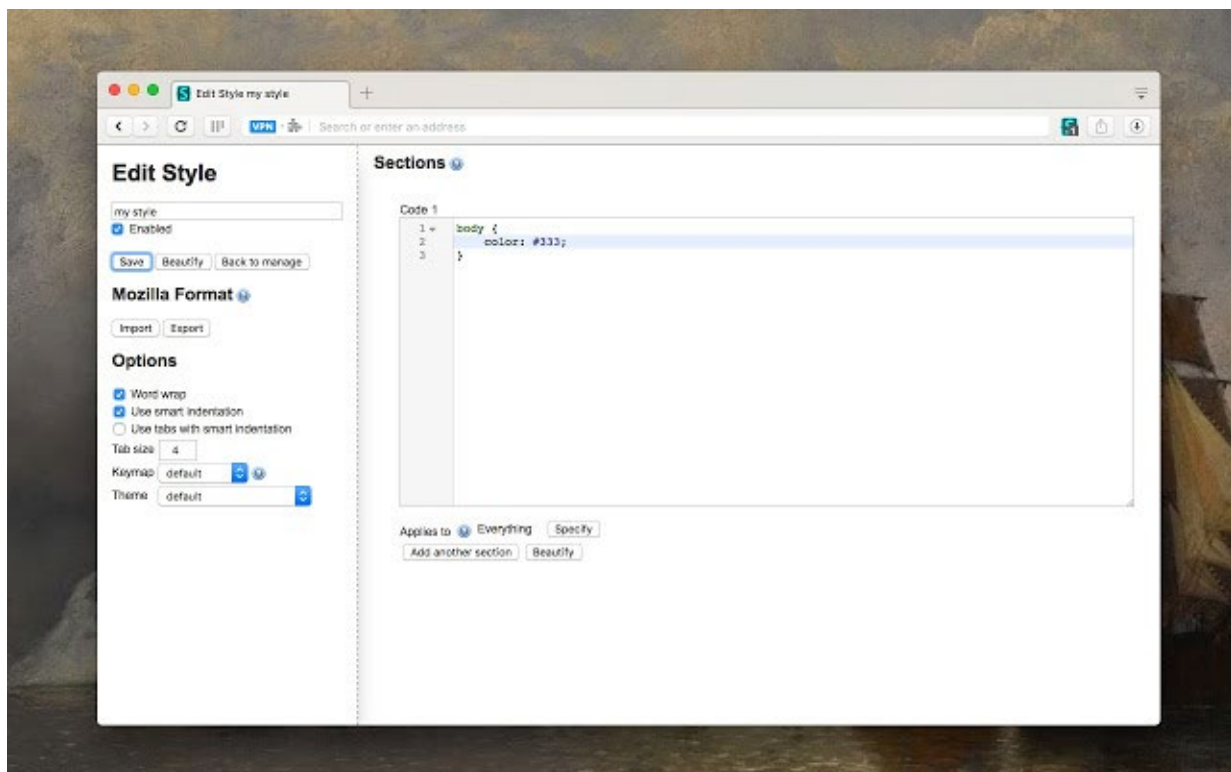 Edit Style my style
VPN
Search or enter an address
1
Edit Style
my style
Enabled
Save Beautify Back to manage
Mozilla Format
Import Export
Options
Word wrap
Use smart indentation
Use tabs with smart indentation
Tab size 4
Keymap default
Theme default
Sections
Code 1
1 body {
2 color: #333;
3 }
Applies to Everything Specify
Add another section Beautify